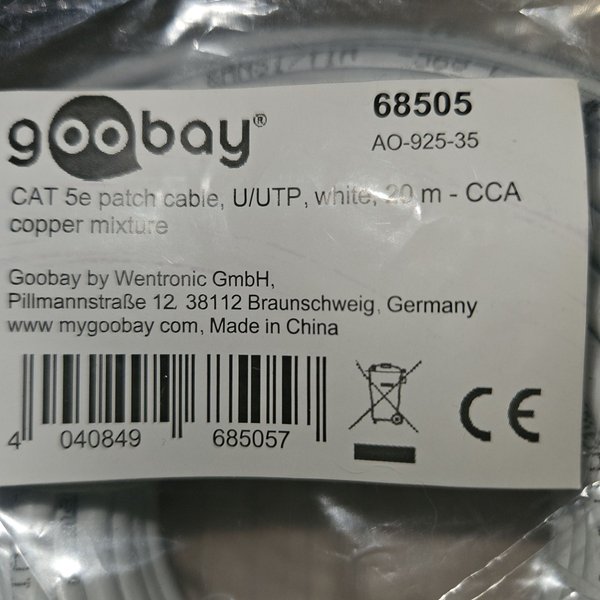 goobay®
68505
AO-925-35
CAT 5e patch cable, U/UTP, white, 20 m - CCA
copper mixture
Goobay by Wentronic GmbH,
Pillmannstraße 12, 38112 Braunschweig, Germany
www.mygoobay.com, Made in China
4 040849 685057
CE